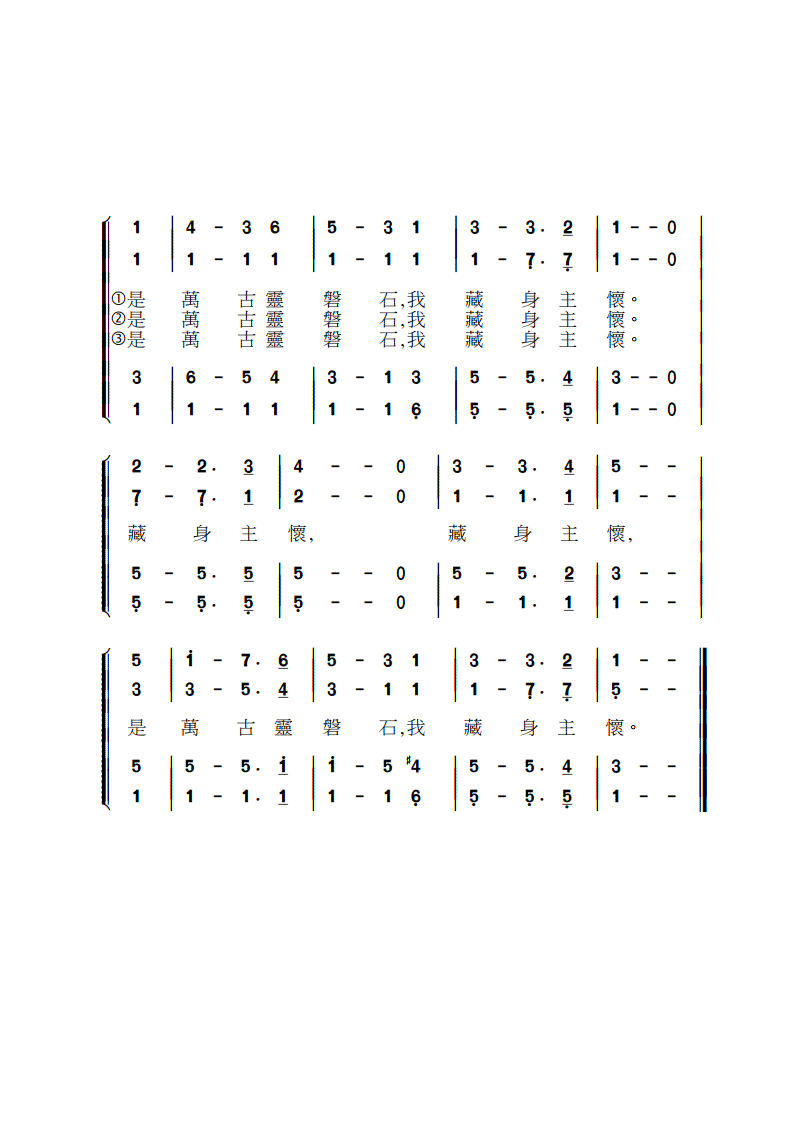 1 | 4 - 3 6 | 5 - 3 1 | 3 - 3. 2 | 1 - - 0 |
1 | 1 - 1 1 | 1 - 1 1 | 1 - 7̣. 7̣ | 1 - - 0 |
①是 萬 古 靈 磐 石,我 藏 身 主 懷。
②是 萬 古 靈 磐 石,我 藏 身 主 懷。
③是 萬 古 靈 磐 石,我 藏 身 主 懷。
3 | 6 - 5 4 | 3 - 1 3 | 5 - 5. 4 | 3 - - 0 |
1 | 1 - 1 1 | 1 - 1 6̣ | 5̣ - 5̣. 5̣ | 1 - - 0 |
2 - 2. 3 | 4 - - 0 | 3 - 3. 4 | 5 - - |
7̣ - 7̣. 1 | 2 - - 0 | 1 - 1. 1 | 1 - - |
藏 身 主 懷, 藏 身 主 懷,
5 - 5. 5 | 5 - - 0 | 5 - 5. 2 | 3 - - |
5̣ - 5̣. 5̣ | 5̣ - - 0 | 1 - 1. 1 | 1 - - |
5 | 1̇ - 7. 6 | 5 - 3 1 | 3 - 3. 2 | 1 - - ‖
3 | 3 - 5. 4 | 3 - 1 1 | 1 - 7̣. 7̣ | 5̣ - - ‖
是 萬 古 靈 磐 石,我 藏 身 主 懷。
5 | 5 - 5. 1̇ | 1̇ - 5 ♯4 | 5 - 5. 4 | 3 - - ‖
1 | 1 - 1. 1 | 1 - 1 6̣ | 5̣ - 5̣. 5̣ | 1 - - ‖